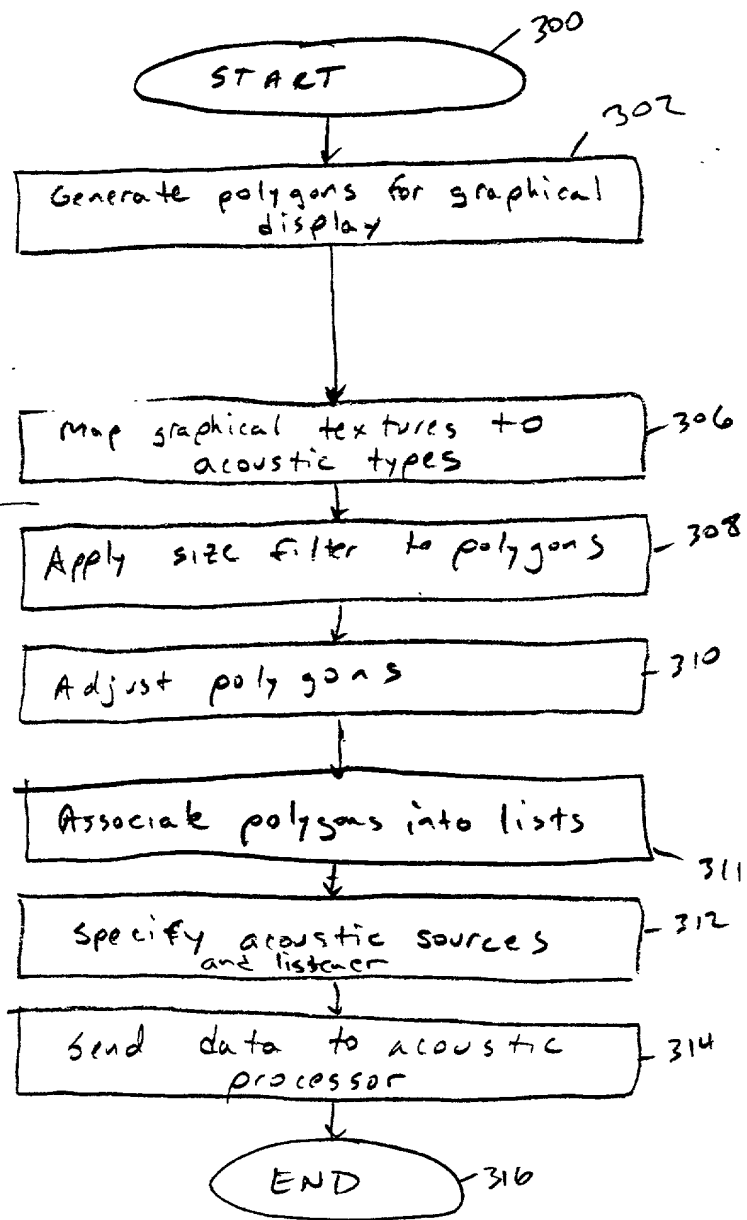 300
START
302
Generate polygons for graphical
display
Map graphical textures to
acoustic types
306
Apply size filter to polygons
308
Adjust polygons
310
Associate polygons into lists
311
Specify acoustic sources
and listener
312
Send data to acoustic
processor
314
END
316